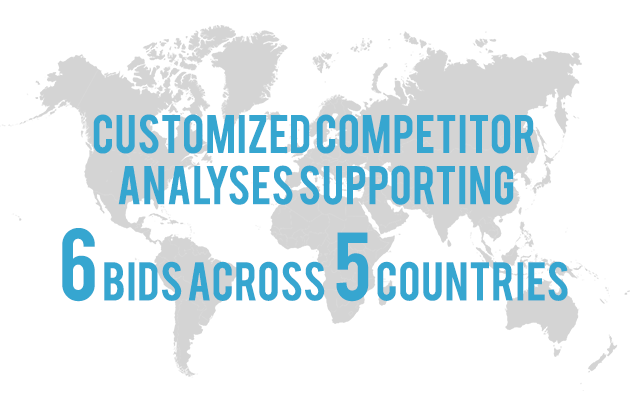 CUSTOMIZED COMPETITOR
ANALYSES SUPPORTING
6 BIDS ACROSS 5 COUNTRIES